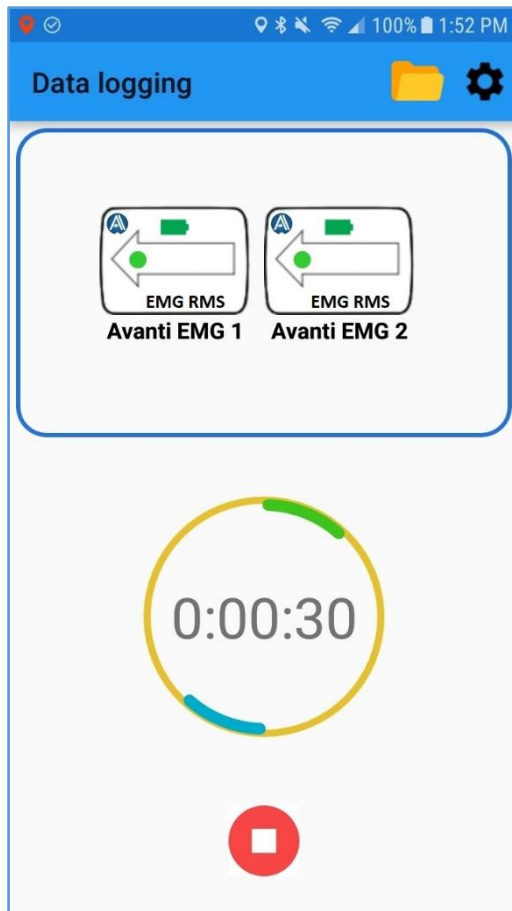 100% 1:52 PM
Data logging
EMG RMS EMG RMS
Avanti EMG 1 Avanti EMG 2
0:00:30